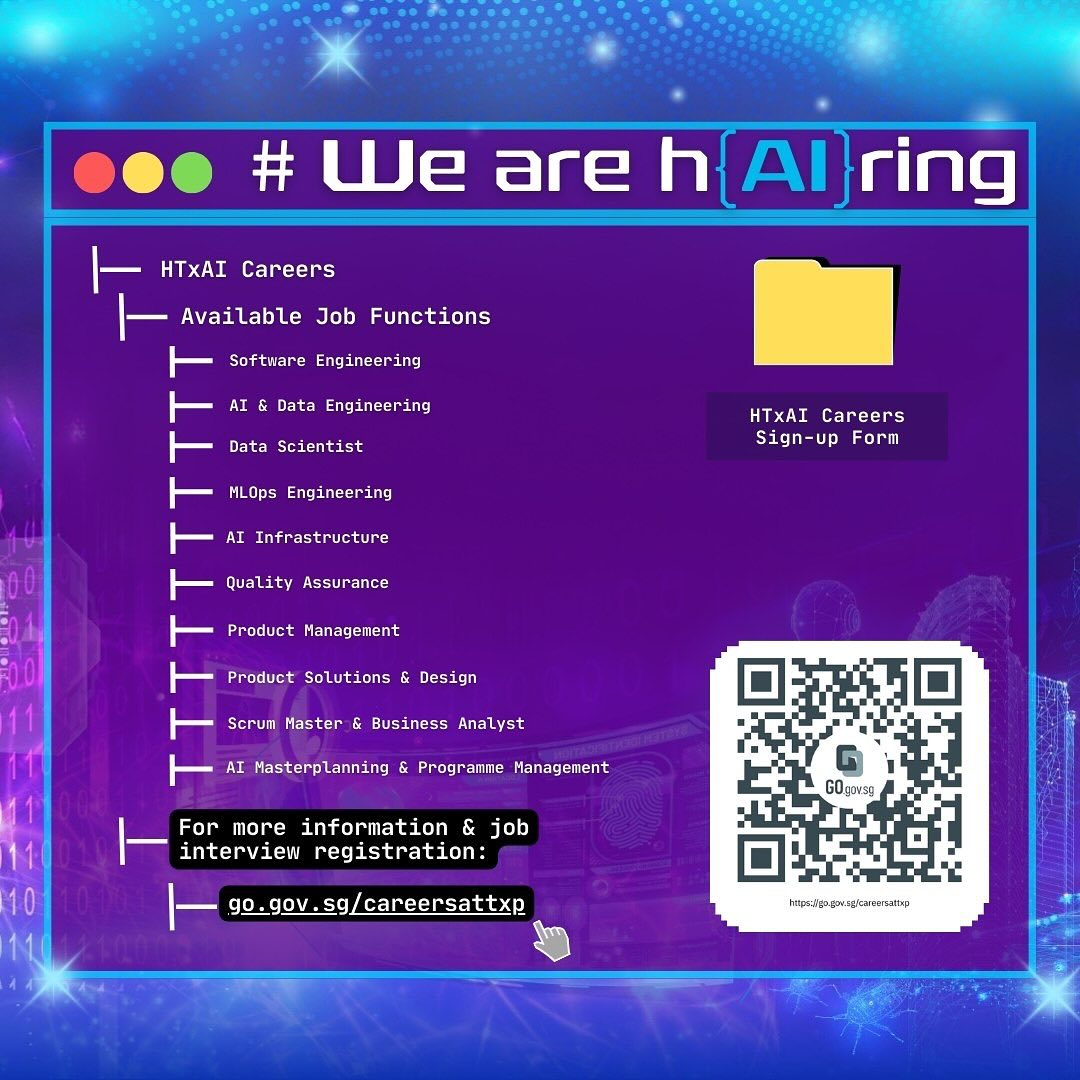 # We are h{AI}ring
HTxAI Careers
Available Job Functions
Software Engineering
AI & Data Engineering
Data Scientist
MLOps Engineering
AI Infrastructure
Quality Assurance
Product Management
Product Solutions & Design
Scrum Master & Business Analyst
AI Masterplanning & Programme Management
For more information & job
interview registration:
go.gov.sg/careersattxp
HTxAI Careers
Sign-up Form
GO.gov.sg
https://go.gov.sg/careersattxp